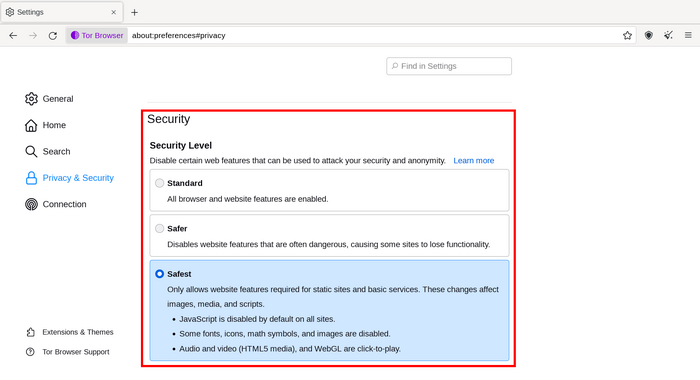 Settings
Tor Browser
about:preferences#privacy
Find in Settings
General
Home
Search
Privacy & Security
Connection
Extensions & Themes
Tor Browser Support
Security
Security Level
Disable certain web features that can be used to attack your security and anonymity. Learn more
Standard
All browser and website features are enabled.
Safer
Disables website features that are often dangerous, causing some sites to lose functionality.
Safest
Only allows website features required for static sites and basic services. These changes affect
images, media, and scripts.
• JavaScript is disabled by default on all sites.
• Some fonts, icons, math symbols, and images are disabled.
• Audio and video (HTML5 media), and WebGL are click-to-play.